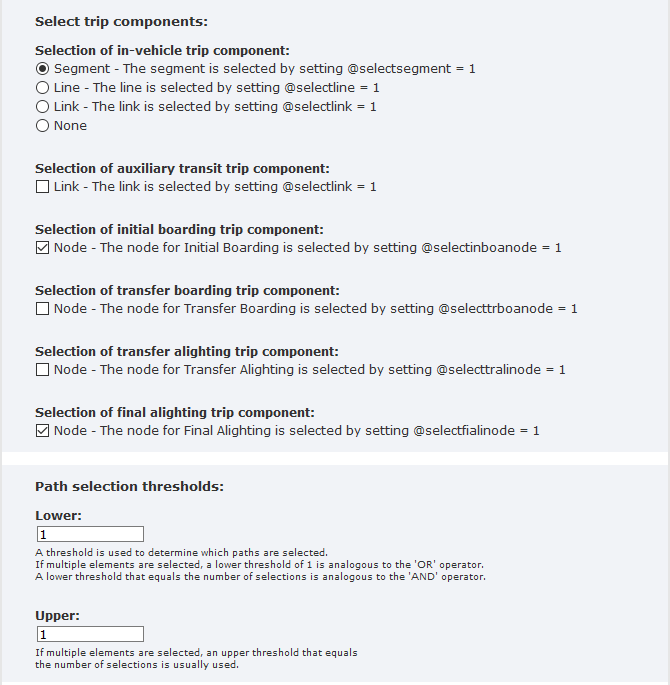 Select trip components:
Selection of in-vehicle trip component:
Segment - The segment is selected by setting @selectsegment = 1
Line - The line is selected by setting @selectline = 1
Link - The link is selected by setting @selectlink = 1
None
Selection of auxiliary transit trip component:
Link - The link is selected by setting @selectlink = 1
Selection of initial boarding trip component:
Node - The node for Initial Boarding is selected by setting @selectinboanode = 1
Selection of transfer boarding trip component:
Node - The node for Transfer Boarding is selected by setting @selecttrboanode = 1
Selection of transfer alighting trip component:
Node - The node for Transfer Alighting is selected by setting @selecttralinode = 1
Selection of final alighting trip component:
Node - The node for Final Alighting is selected by setting @selectfialinode = 1
Path selection thresholds:
Lower:
1
A threshold is used to determine which paths are selected.
If multiple elements are selected, a lower threshold of 1 is analogous to the 'OR' operator.
A lower threshold that equals the number of selections is analogous to the 'AND' operator.
Upper:
1
If multiple elements are selected, an upper threshold that equals
the number of selections is usually used.